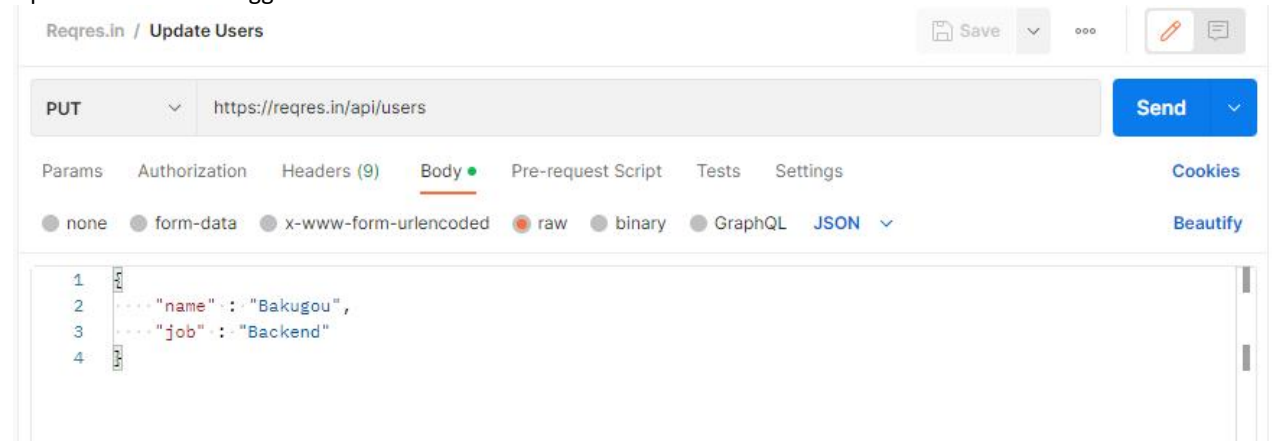 Reqres.in / Update Users
Save
ooo
PUT
https://reqres.in/api/users
Send
Params Authorization Headers (9) Body Pre-request Script Tests Settings Cookies
none form-data x-www-form-urlencoded raw binary GraphQL JSON Beautify
1 {
2 "name" : "Bakugou",
3 "job" : "Backend"
4 }